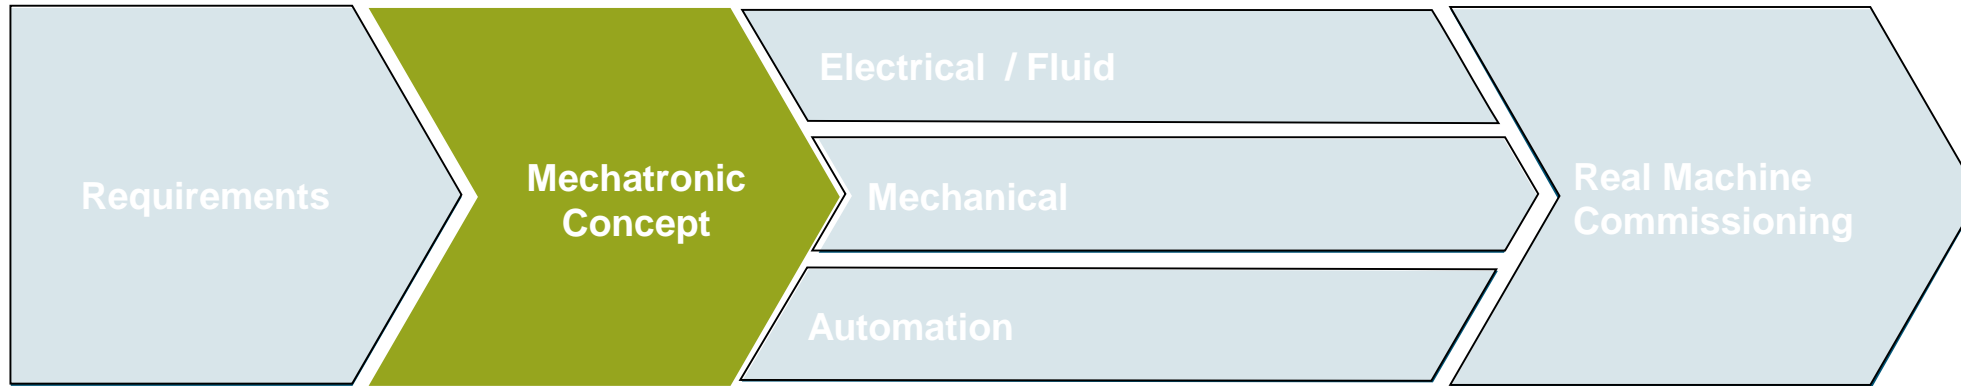 Requirements
Mechatronic
Concept
Electrical / Fluid
Mechanical
Automation
Real Machine
Commissioning